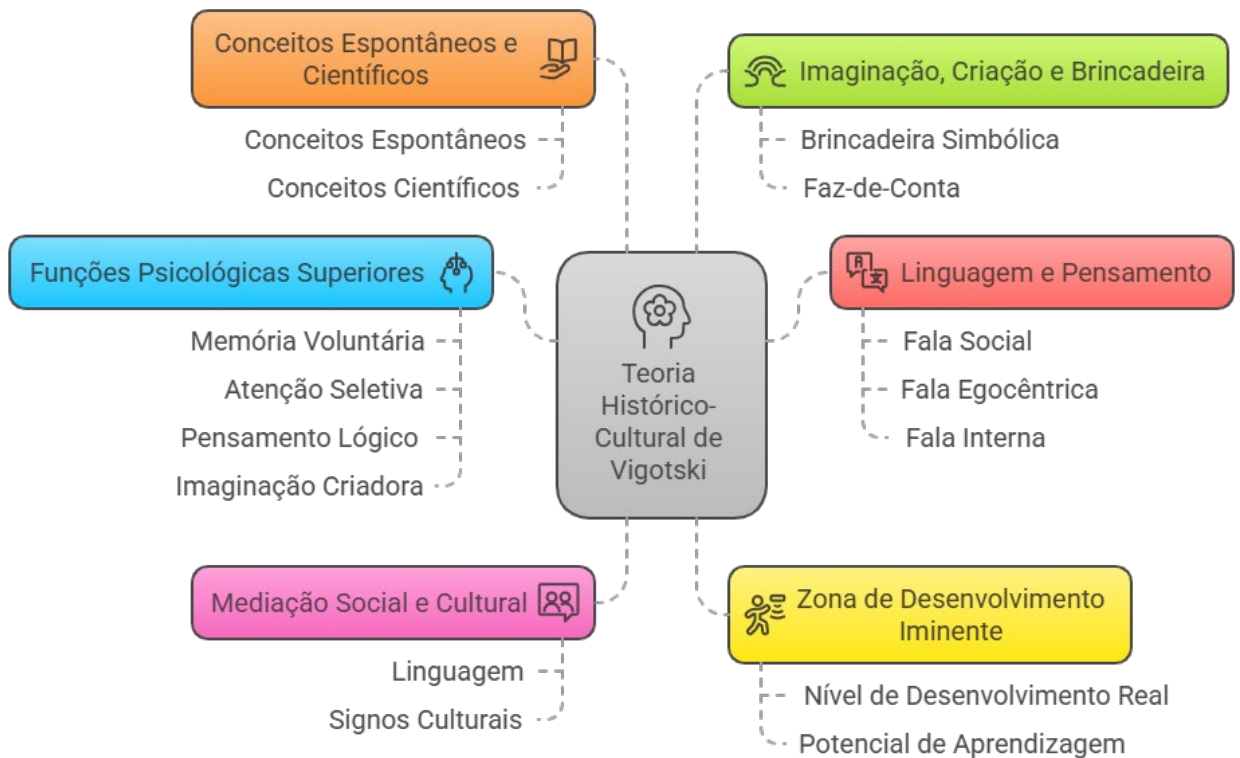 Conceitos Espontâneos e
Científicos
Conceitos Espontâneos
Conceitos Científicos
Imaginação, Criação e Brincadeira
Brincadeira Simbólica
Faz-de-Conta
Funções Psicológicas Superiores
Memória Voluntária
Atenção Seletiva
Pensamento Lógico
Imaginação Criadora
Teoria
Histórico-
Cultural de
Vigotski
Linguagem e Pensamento
Fala Social
Fala Egocêntrica
Fala Interna
Mediação Social e Cultural
Linguagem
Signos Culturais
Zona de Desenvolvimento
Iminente
Nível de Desenvolvimento Real
Potencial de Aprendizagem